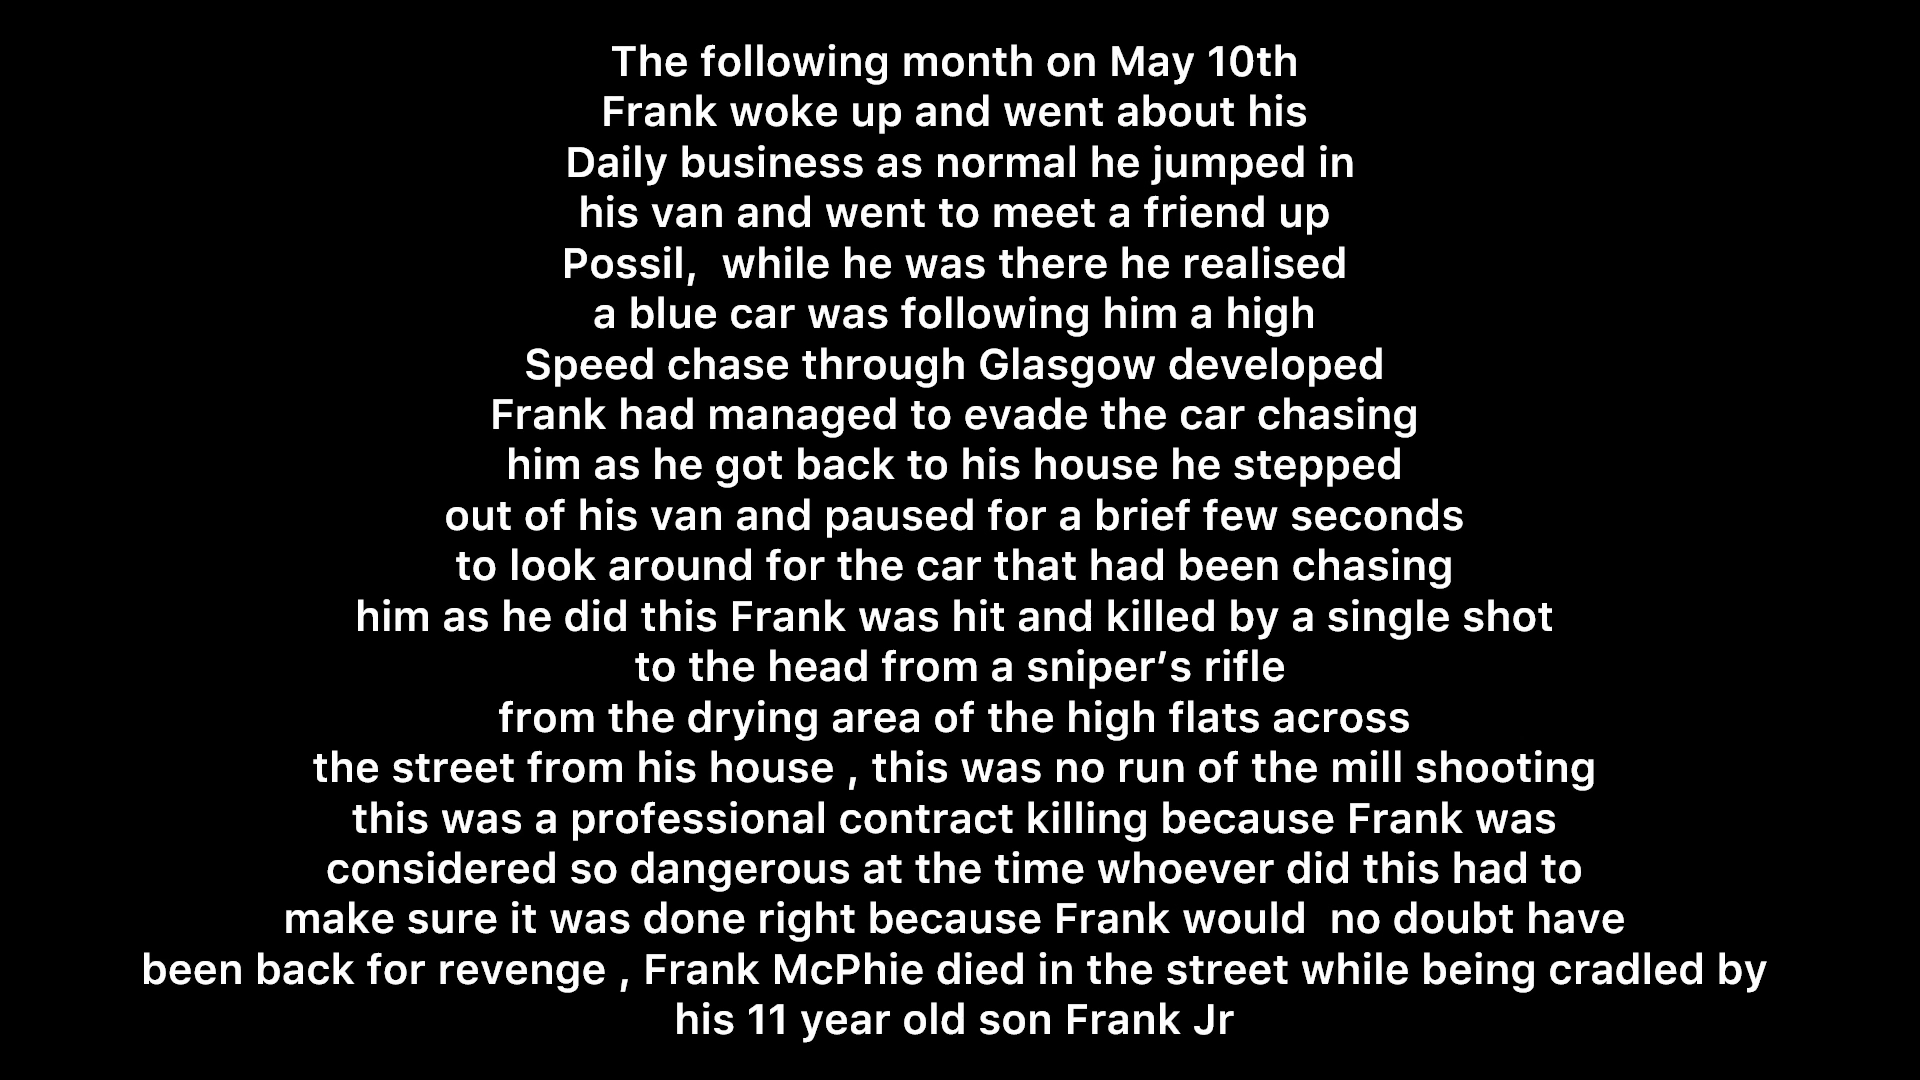 The following month on May 10th
Frank woke up and went about his
Daily business as normal he jumped in
his van and went to meet a friend up
Possil,  while he was there he realised
a blue car was following him a high
Speed chase through Glasgow developed
Frank had managed to evade the car chasing
him as he got back to his house he stepped
out of his van and paused for a brief few seconds
to look around for the car that had been chasing
him as he did this Frank was hit and killed by a single shot
to the head from a sniper’s rifle
from the drying area of the high flats across
the street from his house , this was no run of the mill shooting
this was a professional contract killing because Frank was
considered so dangerous at the time whoever did this had to
make sure it was done right because Frank would  no doubt have
been back for revenge , Frank McPhie died in the street while being cradled by
his 11 year old son Frank Jr